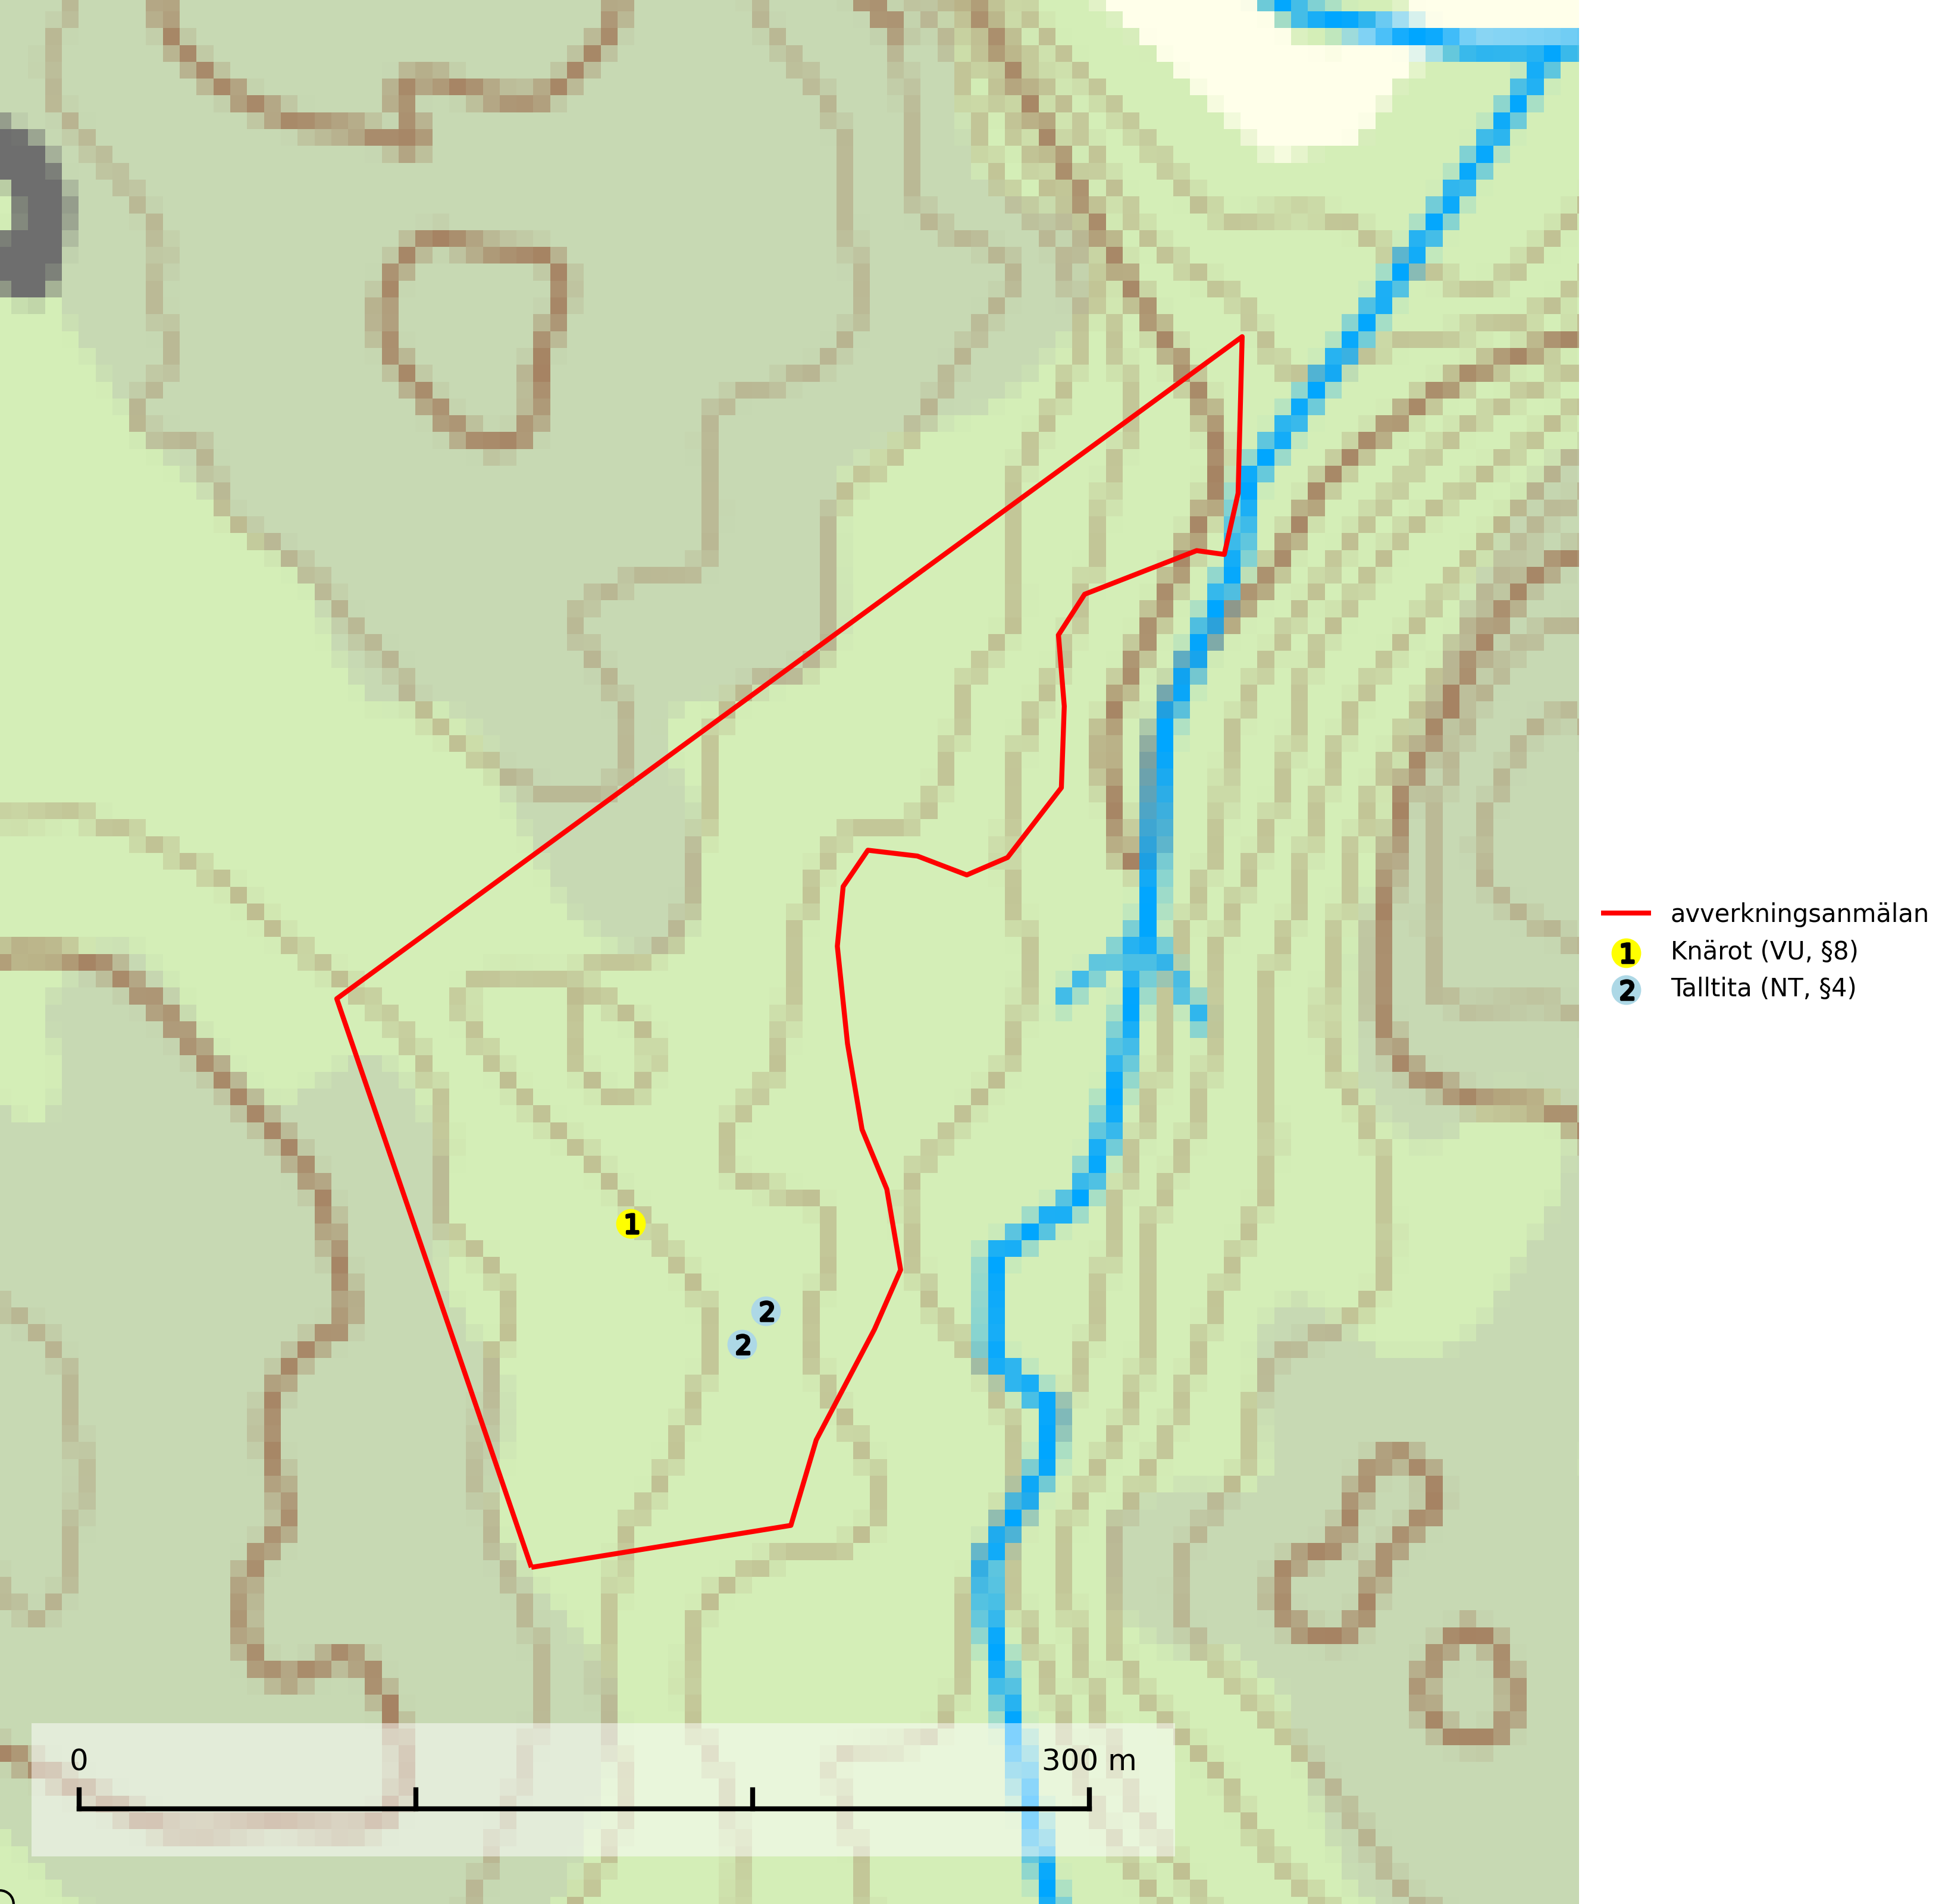 avverkningsanmälan
1 Knärot (VU, §8)
2 Talltita (NT, §4)
1
2
2
0 300 m